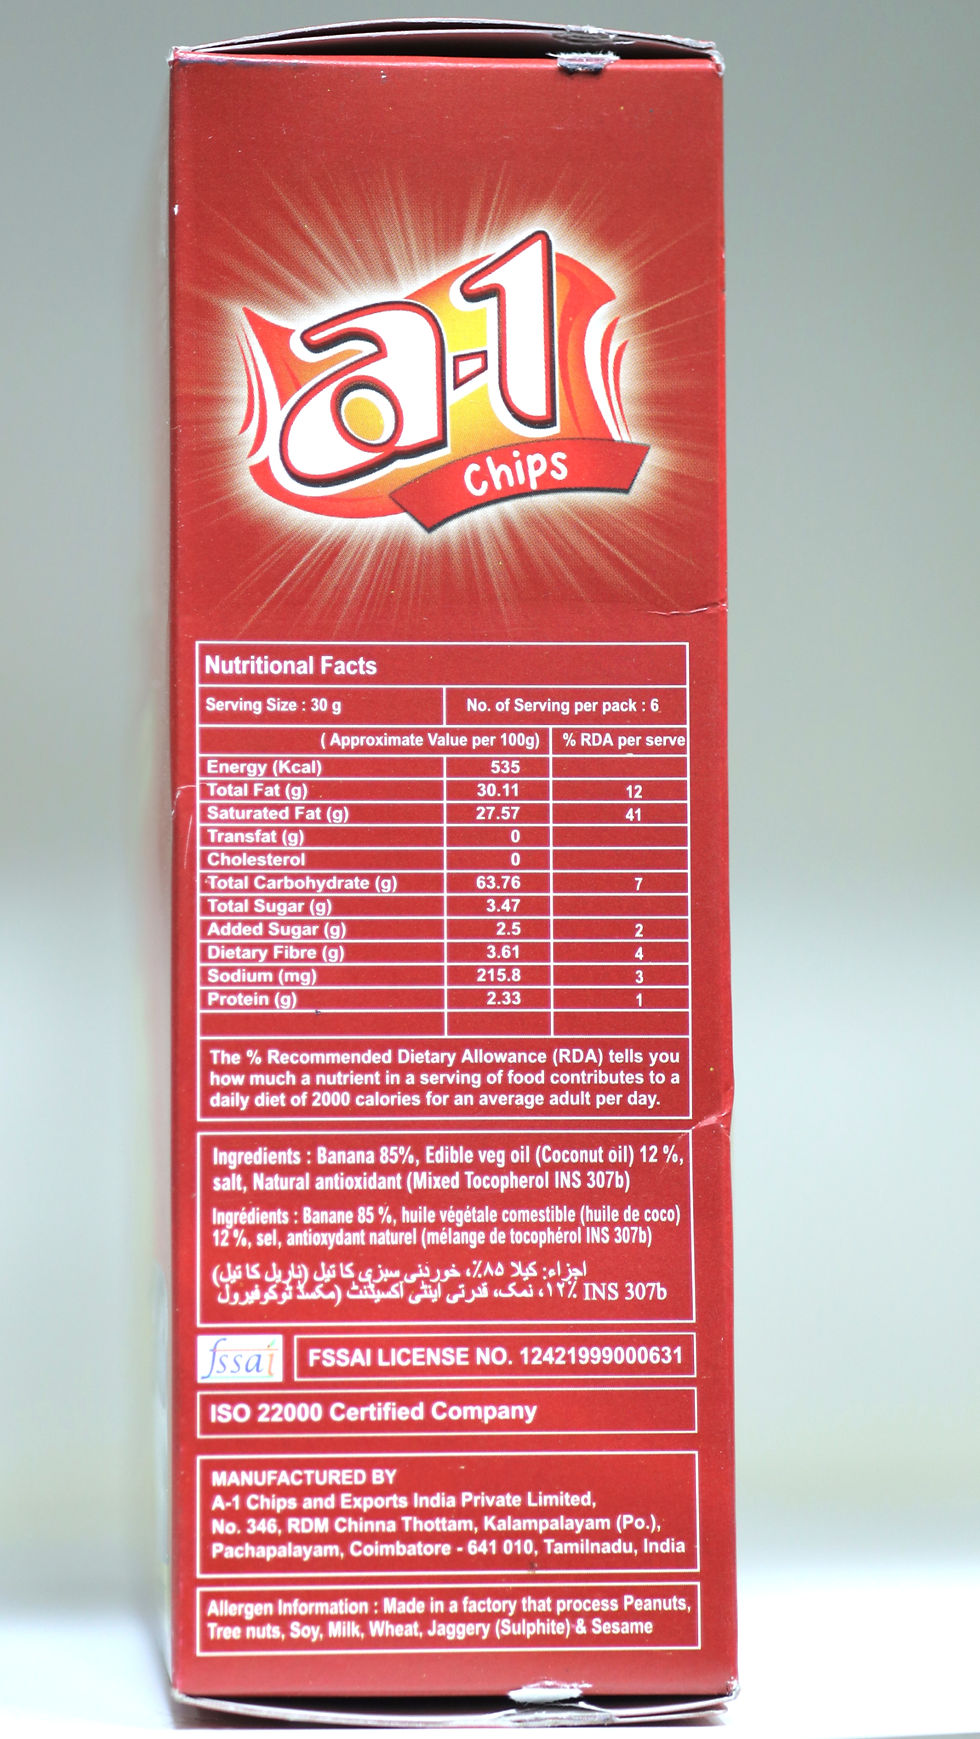 a-1
Chips
Nutritional Facts
Serving Size : 30 g No. of Serving per pack : 6
( Approximate Value per 100g) % RDA per serve
Energy (Kcal) 535
Total Fat (g) 30.11 12
Saturated Fat (g) 27.57 41
Transfat (g) 0
Cholesterol 0
Total Carbohydrate (g) 63.76 7
Total Sugar (g) 3.47
Added Sugar (g) 2.5 2
Dietary Fibre (g) 3.61 4
Sodium (mg) 215.8 3
Protein (g) 2.33 1
The % Recommended Dietary Allowance (RDA) tells you
how much a nutrient in a serving of food contributes to a
daily diet of 2000 calories for an average adult per day.
Ingredients : Banana 85%, Edible veg oil (Coconut oil) 12 %,
salt, Natural antioxidant (Mixed Tocopherol INS 307b)
Ingrédients : Banane 85 %, huile végétale comestible (huile de coco)
12 %, sel, antioxydant naturel (mélange de tocophérol INS 307b)
اجزاء: کیلا ۸۵٪، خوردنی سبزی کا تیل (ناریل کا تیل)
۱۲٪، نمک، قدرتی اینٹی آکسیڈنٹ (مکسڈ ٹوکوفیرول INS 307b
fssai FSSAI LICENSE NO. 12421999000631
ISO 22000 Certified Company
MANUFACTURED BY
A-1 Chips and Exports India Private Limited,
No. 346, RDM Chinna Thottam, Kalampalayam (Po.),
Pachapalayam, Coimbatore - 641 010, Tamilnadu, India
Allergen Information : Made in a factory that process Peanuts,
Tree nuts, Soy, Milk, Wheat, Jaggery (Sulphite) & Sesame